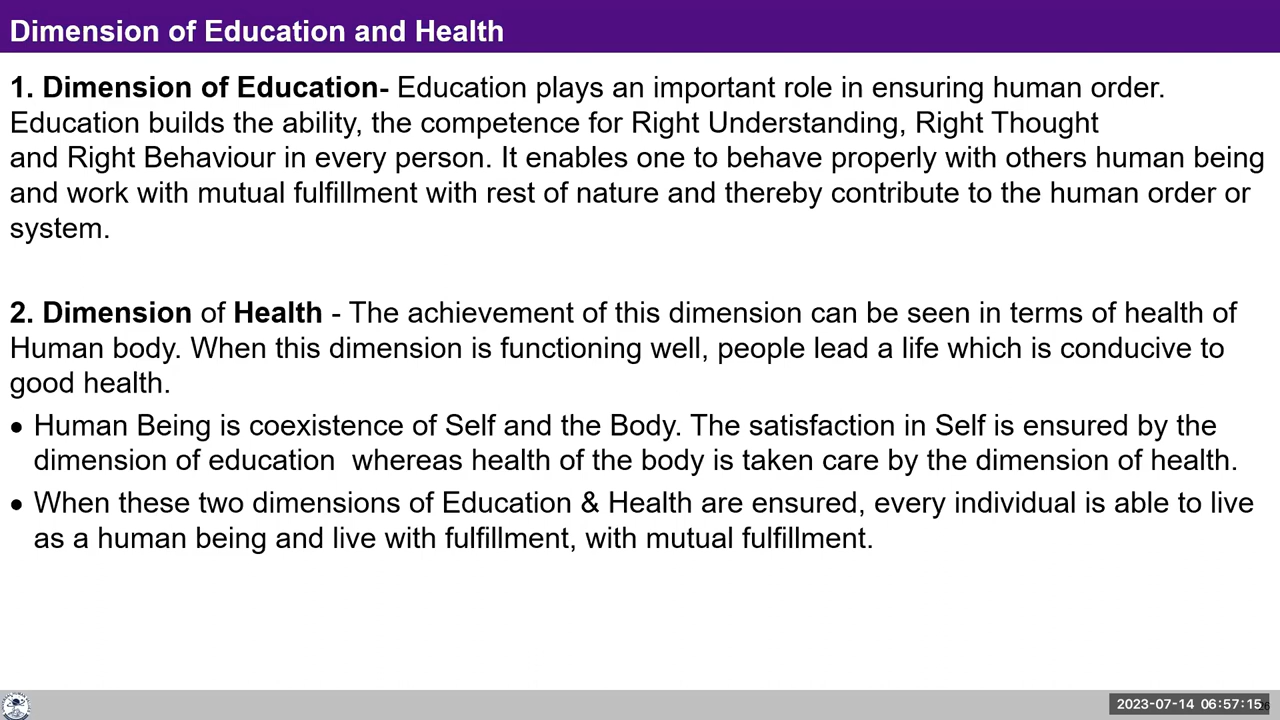 Dimension of Education and Health
1. Dimension of Education- Education plays an important role in ensuring human order.
Education builds the ability, the competence for Right Understanding, Right Thought
and Right Behaviour in every person. It enables one to behave properly with others human being
and work with mutual fulfillment with rest of nature and thereby contribute to the human order or
system.
2. Dimension of Health - The achievement of this dimension can be seen in terms of health of
Human body. When this dimension is functioning well, people lead a life which is conducive to
good health.
• Human Being is coexistence of Self and the Body. The satisfaction in Self is ensured by the
dimension of education  whereas health of the body is taken care by the dimension of health.
• When these two dimensions of Education & Health are ensured, every individual is able to live
as a human being and live with fulfillment, with mutual fulfillment.
2023-07-14 06:57:15